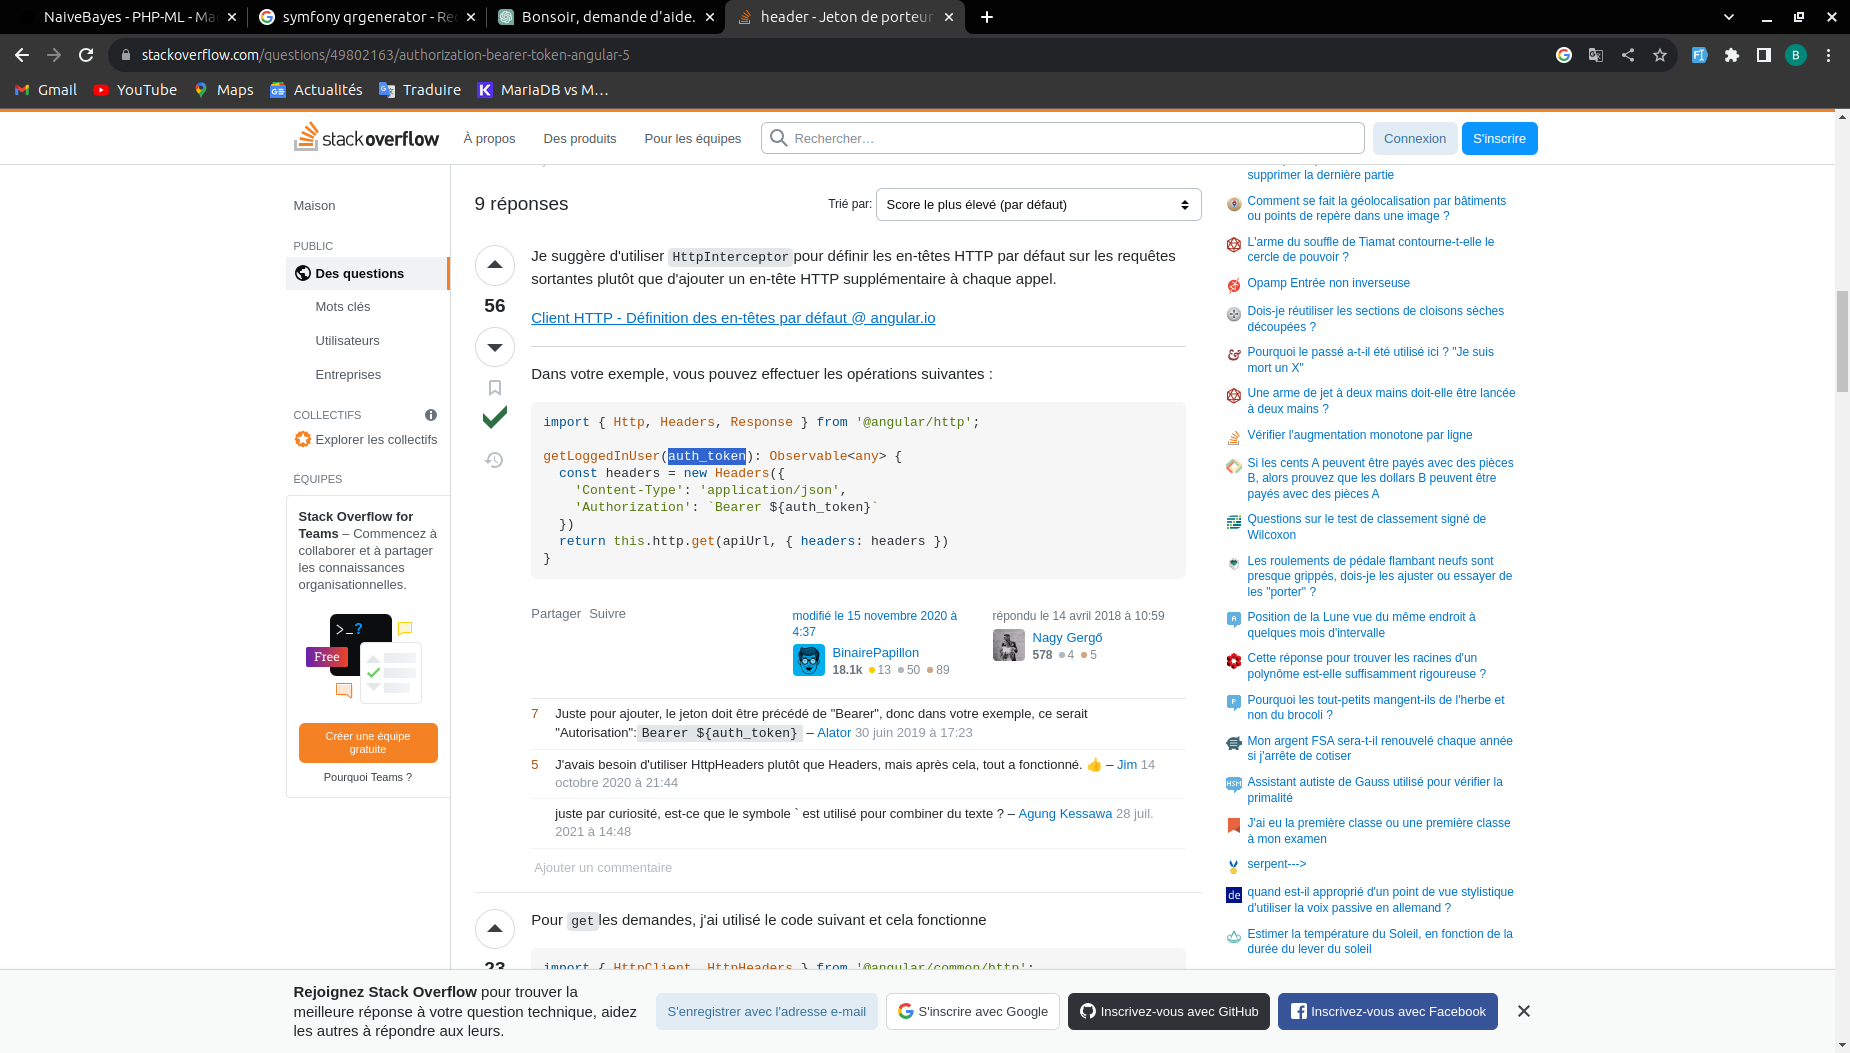 NaiveBayes - PHP-ML - Ma
symfony qrgenerator - Re
Bonsoir, demande d'aide.
header - Jeton de porteur
stackoverflow.com/questions/49802163/authorization-bearer-token-angular-5
B
Gmail
YouTube
Maps
Actualités
Traduire
MariaDB vs M...
stackoverflow
À propos
Des produits
Pour les équipes
Rechercher…
Connexion
S'inscrire
Maison
PUBLIC
Des questions
Mots clés
Utilisateurs
Entreprises
COLLECTIFS
Explorer les collectifs
ÉQUIPES
Stack Overflow for
Teams – Commencez à
collaborer et à partager
les connaissances
organisationnelles.
>_?
Free
Créer une équipe
gratuite
Pourquoi Teams ?
9 réponses
Trié par:
Score le plus élevé (par défaut)
56
Je suggère d'utiliser HttpInterceptor pour définir les en-têtes HTTP par défaut sur les requêtes
sortantes plutôt que d'ajouter un en-tête HTTP supplémentaire à chaque appel.
Client HTTP - Définition des en-têtes par défaut @ angular.io
Dans votre exemple, vous pouvez effectuer les opérations suivantes :
import { Http, Headers, Response } from '@angular/http';
getLoggedInUser(auth_token): Observable<any> {
const headers = new Headers({
'Content-Type': 'application/json',
'Authorization': `Bearer ${auth_token}`
})
return this.http.get(apiUrl, { headers: headers })
}
Partager Suivre
modifié le 15 novembre 2020 à
4:37
BinairePapillon
18.1k 13 50 89
répondu le 14 avril 2018 à 10:59
Nagy Gergő
578 4 5
7
Juste pour ajouter, le jeton doit être précédé de "Bearer", donc dans votre exemple, ce serait
"Autorisation": Bearer ${auth_token} – Alator 30 juin 2019 à 17:23
5
J'avais besoin d'utiliser HttpHeaders plutôt que Headers, mais après cela, tout a fonctionné. 👍 – Jim 14
octobre 2020 à 21:44
juste par curiosité, est-ce que le symbole ` est utilisé pour combiner du texte ? – Agung Kessawa 28 juil.
2021 à 14:48
Ajouter un commentaire
Pour get les demandes, j'ai utilisé le code suivant et cela fonctionne
23
import { HttpClient, HttpHeaders } from '@angular/common/http';
supprimer la dernière partie
Comment se fait la géolocalisation par bâtiments
ou points de repère dans une image ?
L'arme du souffle de Tiamat contourne-t-elle le
cercle de pouvoir ?
Opamp Entrée non inverseuse
Dois-je réutiliser les sections de cloisons sèches
découpées ?
Pourquoi le passé a-t-il été utilisé ici ? "Je suis
mort un X"
Une arme de jet à deux mains doit-elle être lancée
à deux mains ?
Vérifier l'augmentation monotone par ligne
Si les cents A peuvent être payés avec des pièces
B, alors prouvez que les dollars B peuvent être
payés avec des pièces A
Questions sur le test de classement signé de
Wilcoxon
Les roulements de pédale flambant neufs sont
presque grippés, dois-je les ajuster ou essayer de
les "porter" ?
Position de la Lune vue du même endroit à
quelques mois d'intervalle
Cette réponse pour trouver les racines d'un
polynôme est-elle suffisamment rigoureuse ?
Pourquoi les tout-petits mangent-ils de l'herbe et
non du brocoli ?
Mon argent FSA sera-t-il renouvelé chaque année
si j'arrête de cotiser
HSM
Assistant autiste de Gauss utilisé pour vérifier la
primalité
J'ai eu la première classe ou une première classe
à mon examen
serpent--->
de
quand est-il approprié d'un point de vue stylistique
d'utiliser la voix passive en allemand ?
Estimer la température du Soleil, en fonction de la
durée du lever du soleil
Rejoignez Stack Overflow pour trouver la
meilleure réponse à votre question technique, aidez
les autres à répondre aux leurs.
S'enregistrer avec l'adresse e-mail
S'inscrire avec Google
Inscrivez-vous avec GitHub
Inscrivez-vous avec Facebook